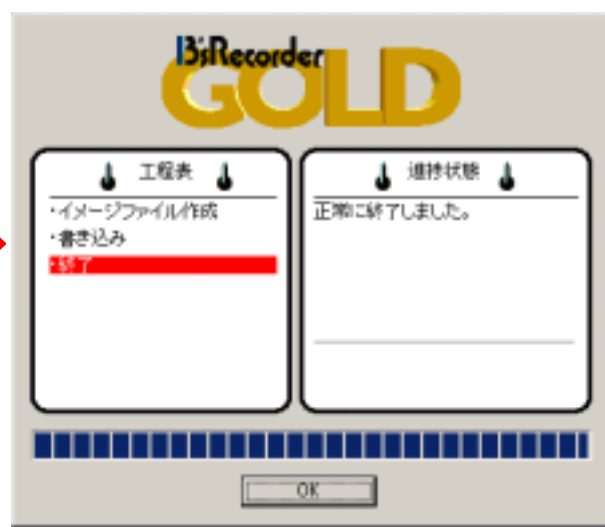 B's Recorder
GOLD
工程表
・イメージファイル作成
・書き込み
・終了
進捗状態
正常に終了しました。
OK